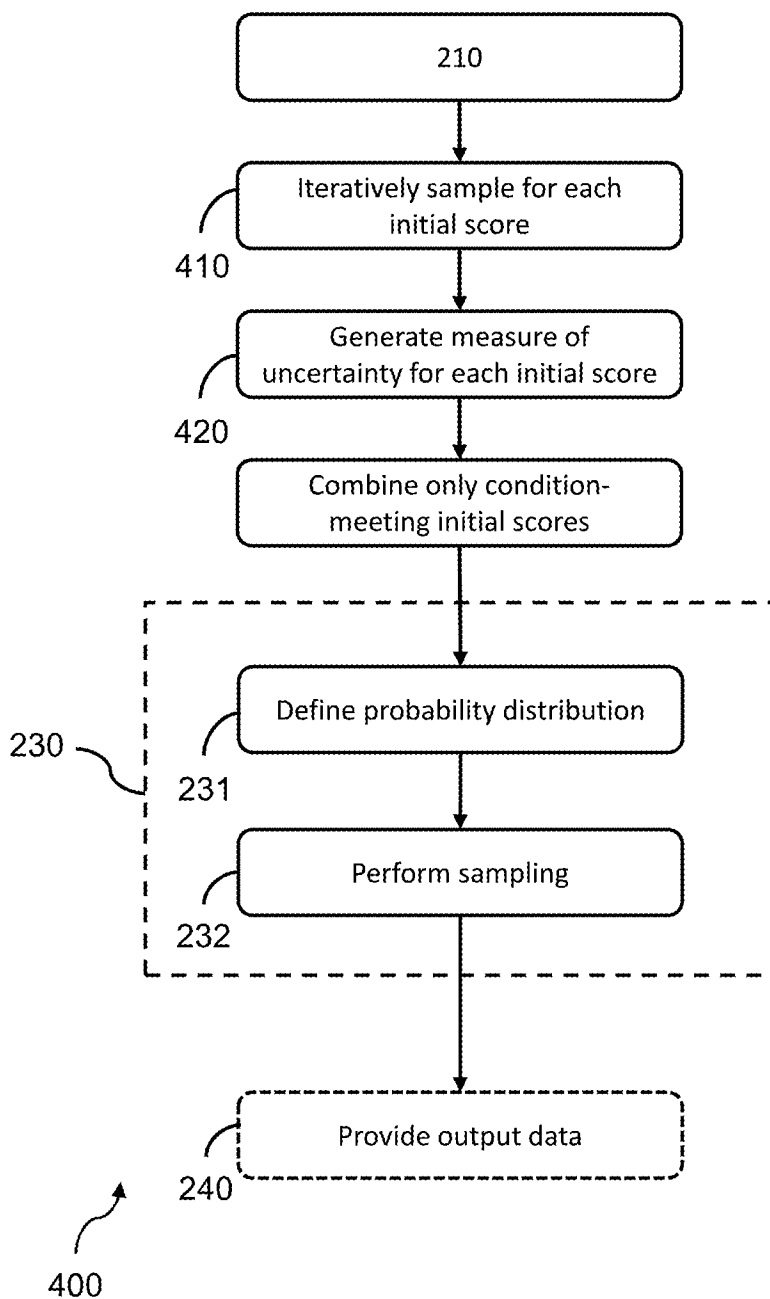 210
Iteratively sample for each
initial score
410
Generate measure of
uncertainty for each initial score
420
Combine only condition-
meeting initial scores
Define probability distribution
230
231
Perform sampling
232
Provide output data
240
400